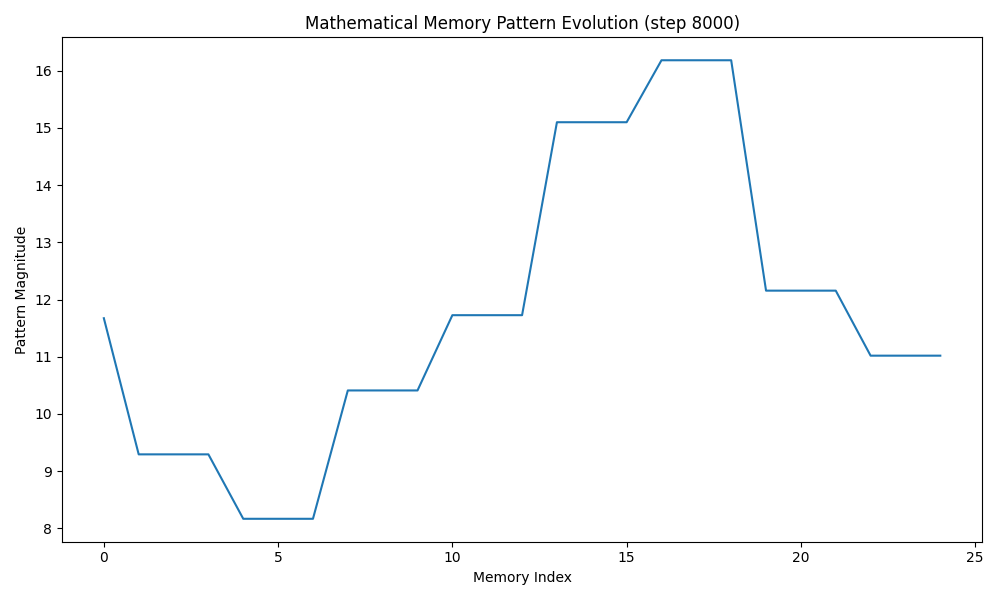 Mathematical Memory Pattern Evolution (step 8000)
16
15
14
13
12
11
10
9
8
Pattern Magnitude
0 5 10 15 20 25
Memory Index